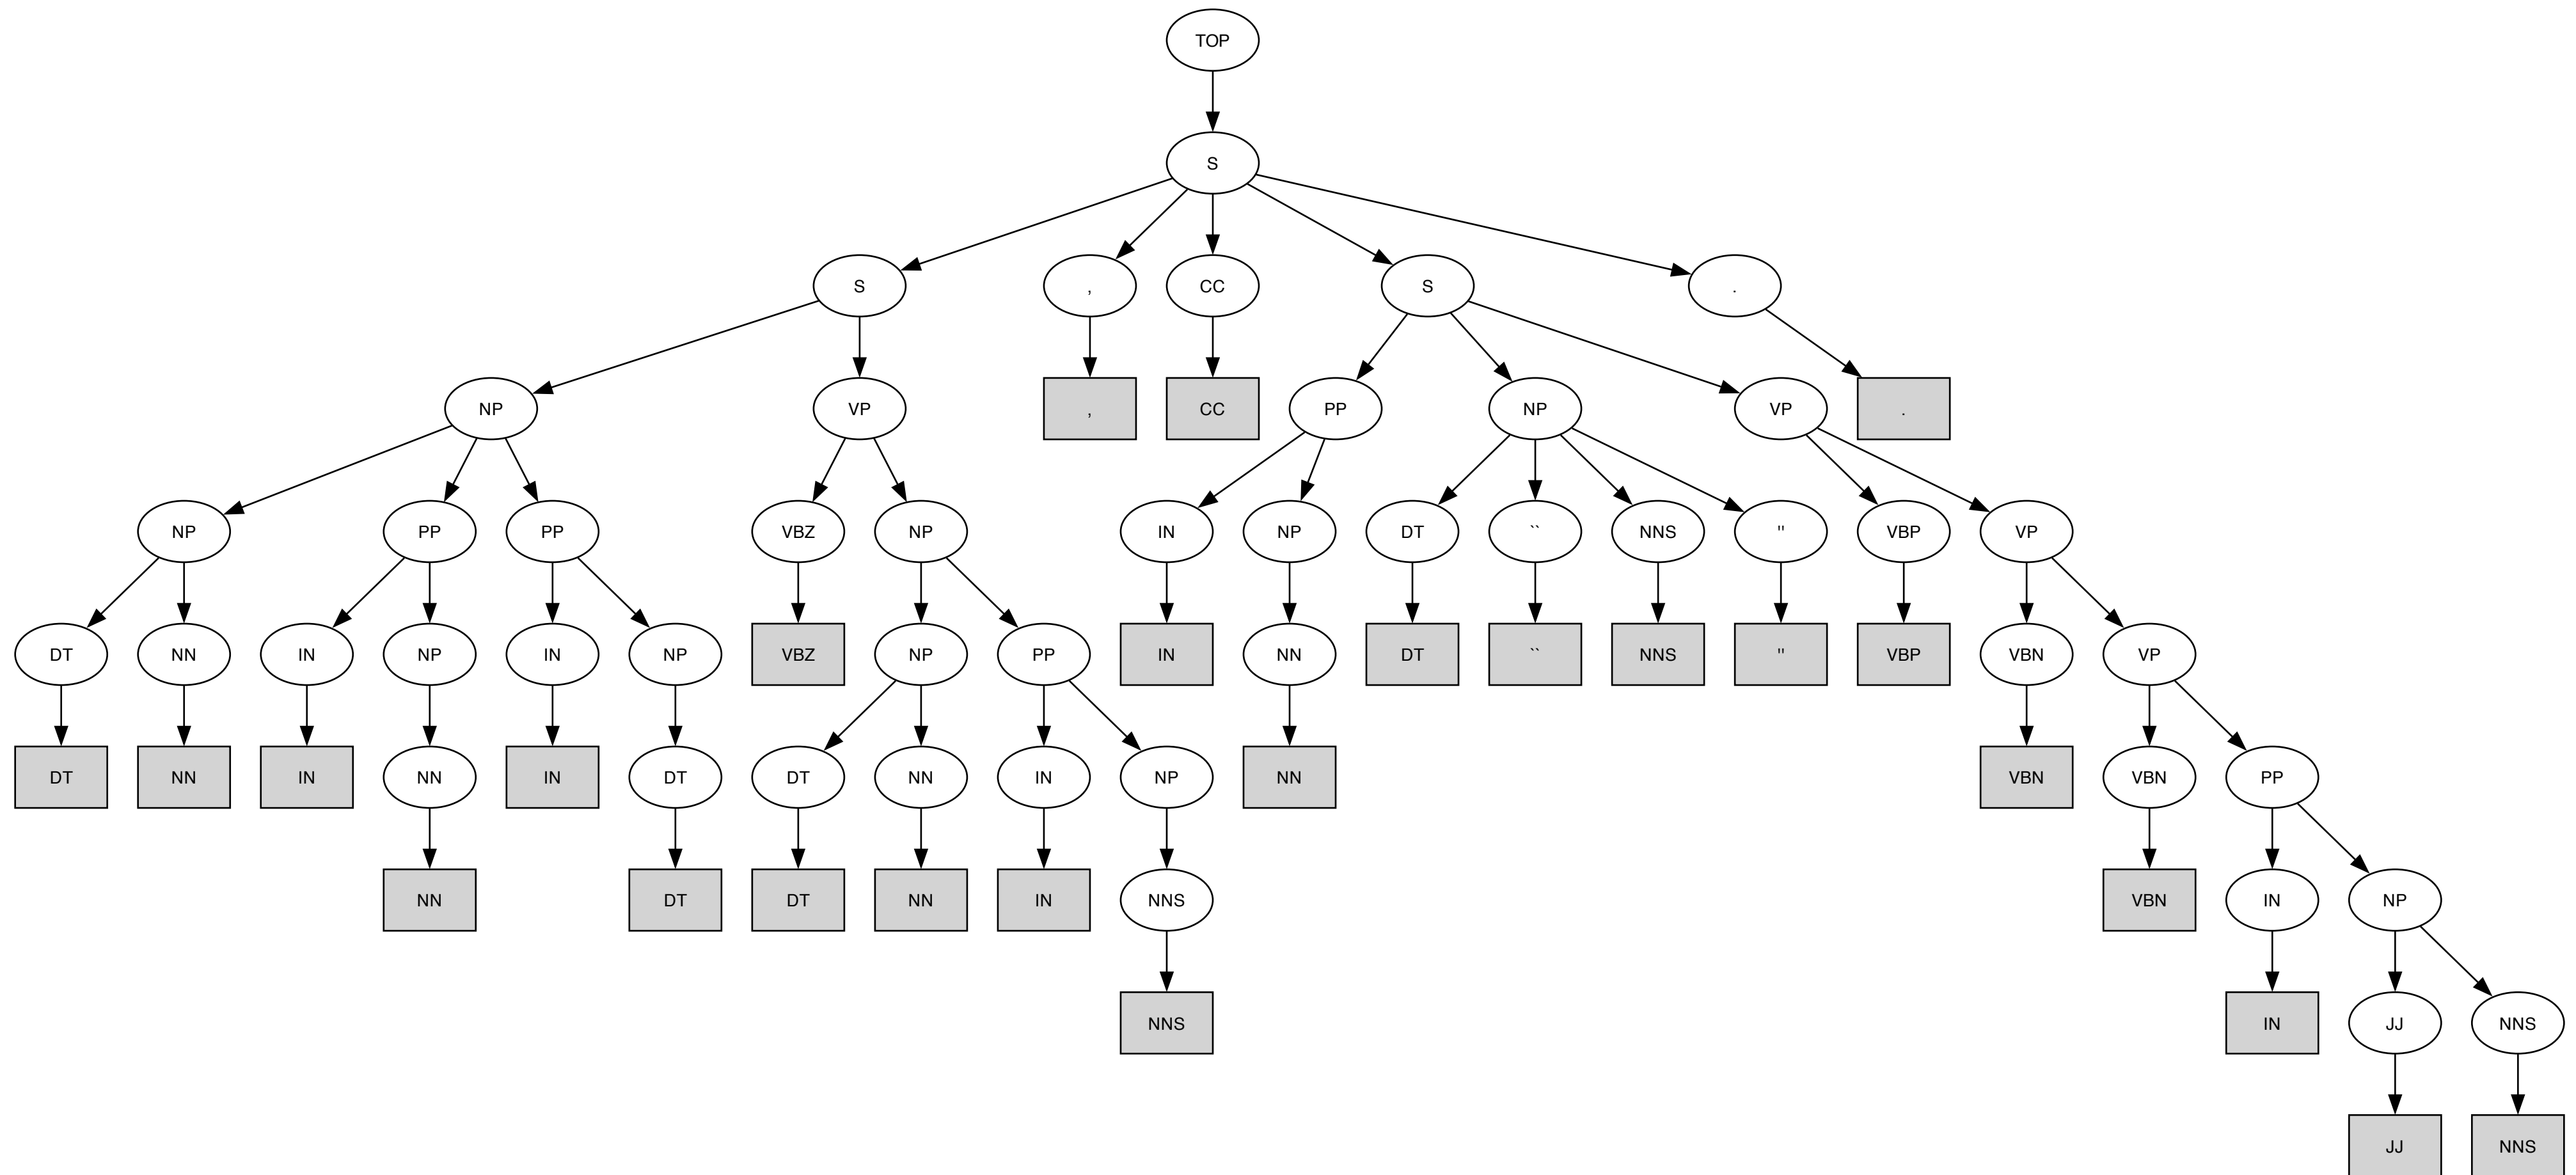 TOP
S
S , CC S .
NP VP , CC PP NP VP .
NP PP PP VBZ NP IN NP DT `` NNS '' VBP VP
DT NN IN NP IN NP VBZ NP PP IN NN DT `` NNS '' VBP VBN VP
DT NN IN NN IN DT DT NN IN NP NN VBN VBN PP
NN DT DT NN IN NNS VBN IN NP
NNS IN JJ NNS
JJ NNS